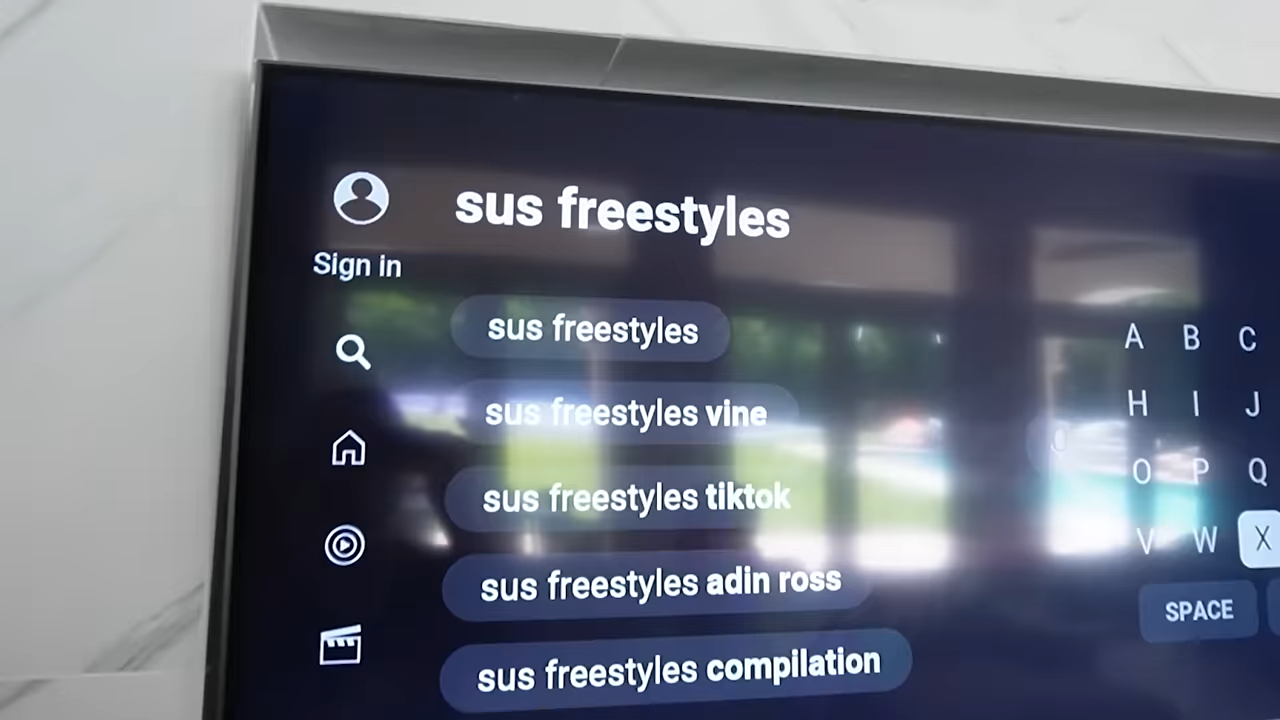 sus freestyles
Sign in
sus freestyles
sus freestyles vine
sus freestyles tiktok
sus freestyles adin ross
sus freestyles compilation
A B C
H I J
O P Q
V W X
SPACE